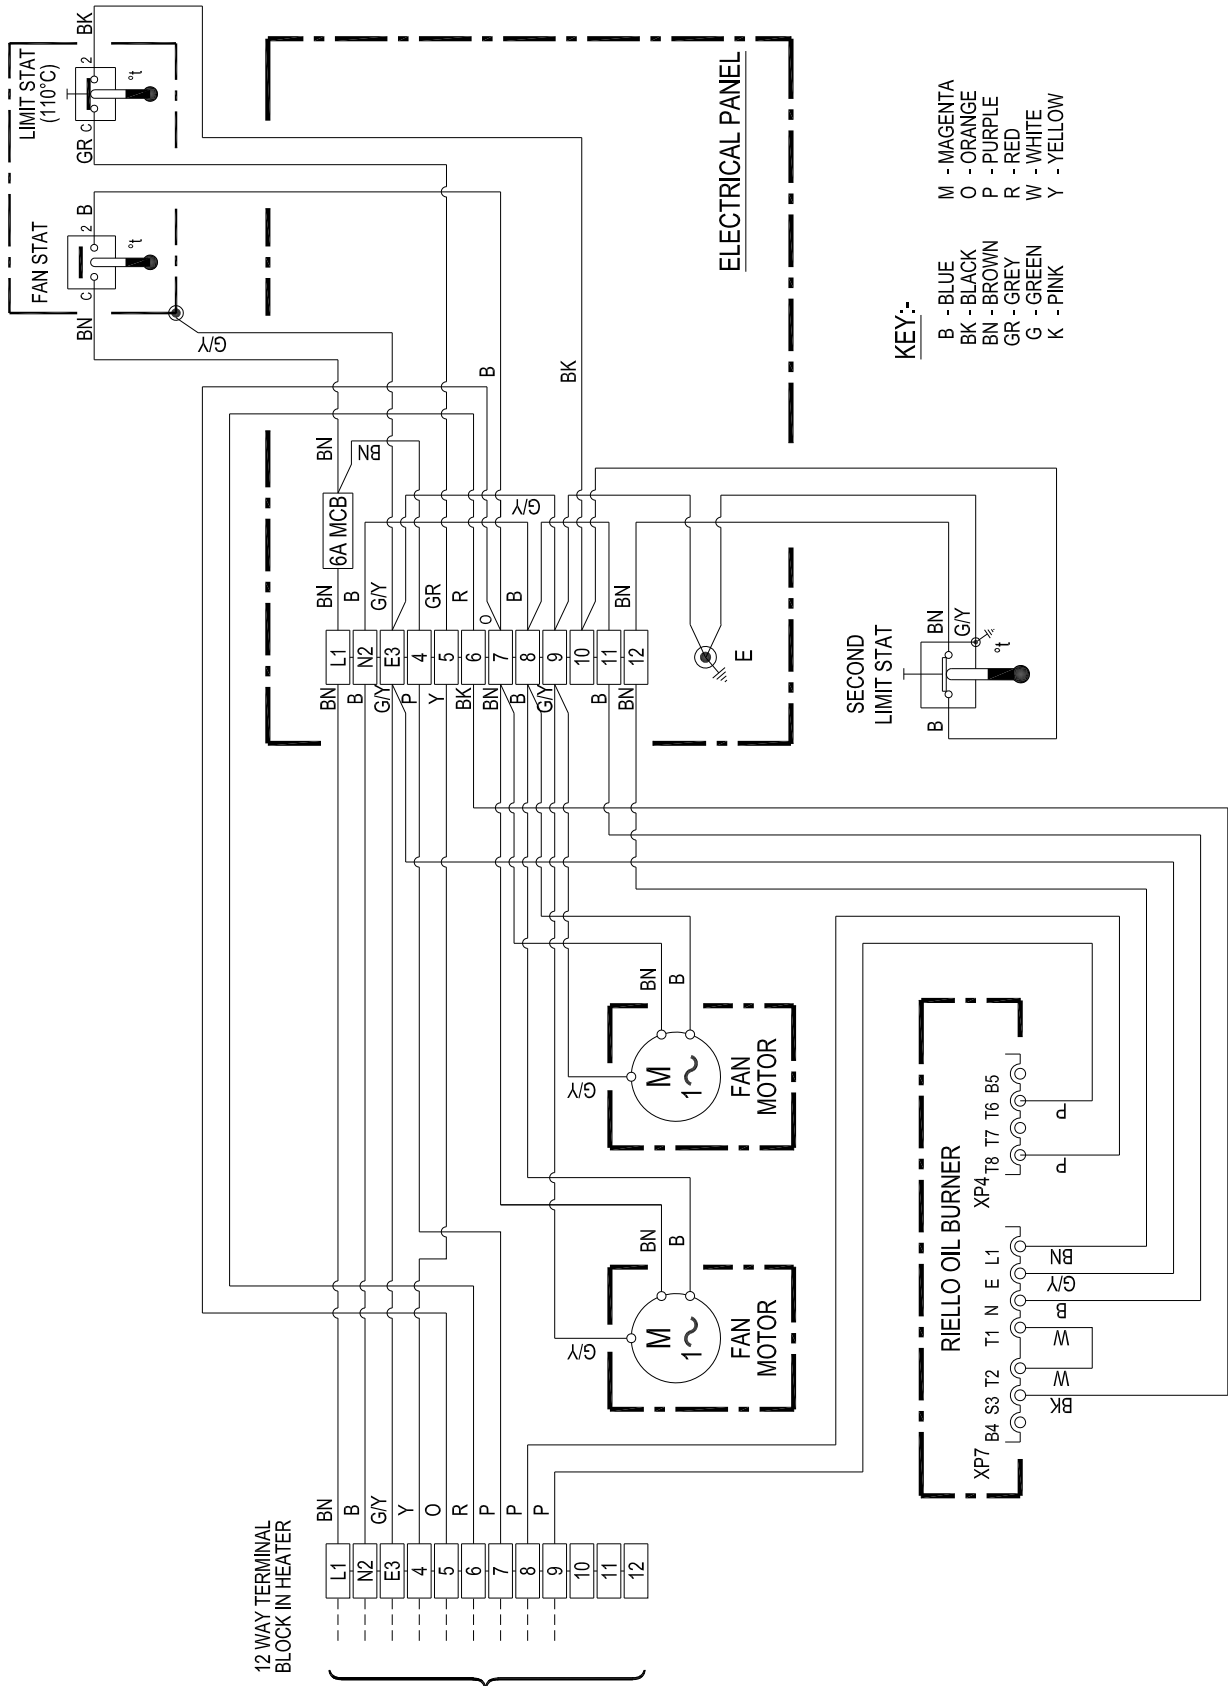 LIMIT STAT
(110°C)
GR C
2 BK
°t
FAN STAT
BN C
2 B
°t
G/Y
ELECTRICAL PANEL
BN
BN
6A MCB
B
BK
G/Y
BN
B
G/Y
GR
R
O
B
BN
L1
N2
E3
4
5
6
7
8
9
10
11
12
BN
B
G/Y
P
Y
BK
BN
B
G/Y
B
BN
E
KEY:-
B - BLUE
BK - BLACK
BN - BROWN
GR - GREY
G - GREEN
K - PINK
M - MAGENTA
O - ORANGE
P - PURPLE
R - RED
W - WHITE
Y - YELLOW
SECOND
LIMIT STAT
B
BN
G/Y
°t
BN
B
G/Y
M
1~
FAN
MOTOR
BN
B
G/Y
M
1~
FAN
MOTOR
RIELLO OIL BURNER
XP7
B4 S3 T2 T1 N E L1
BK
W
W
B
G/Y
BN
XP4
T8 T7 T6 B5
P
P
12 WAY TERMINAL
BLOCK IN HEATER
BN
B
G/Y
Y
O
R
P
P
P
L1
N2
E3
4
5
6
7
8
9
10
11
12